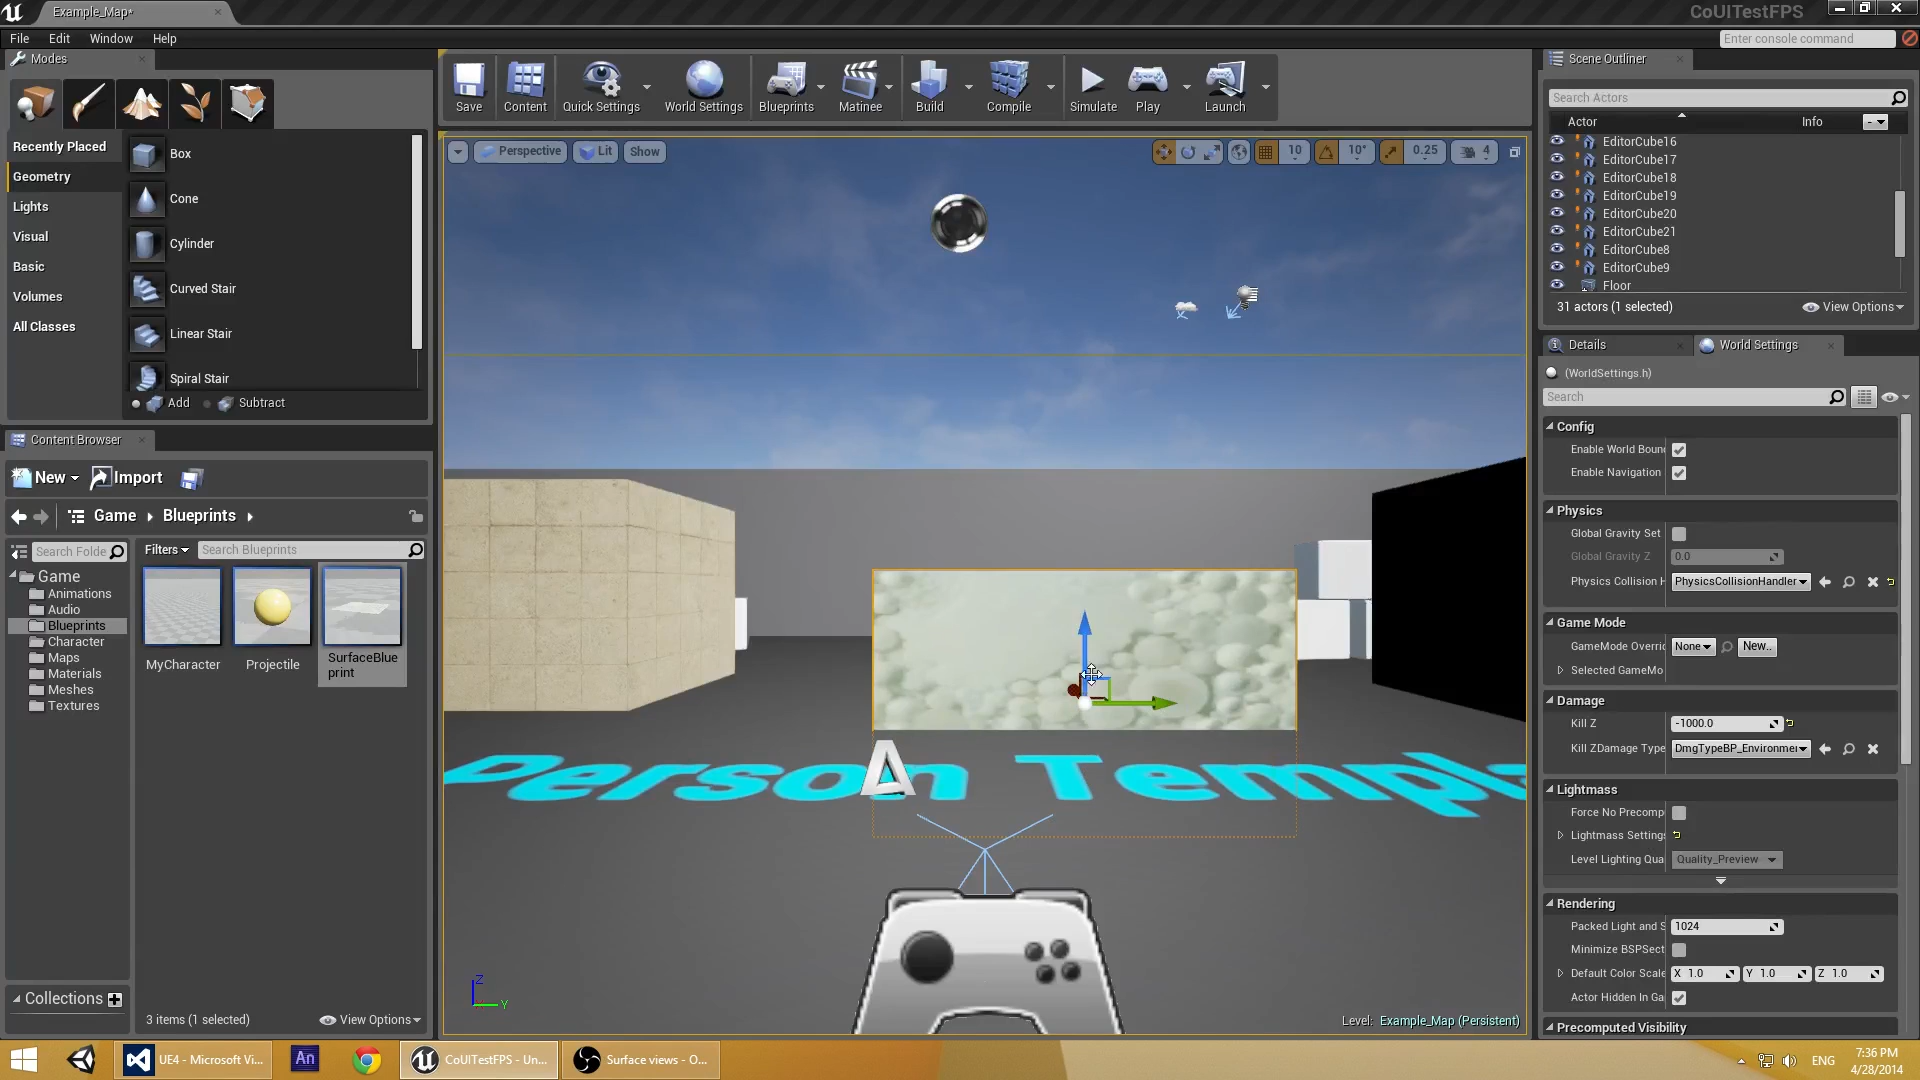 Example_Map*
CoUITestFPS
File Edit Window Help
Enter console command
Modes
Recently Placed
Geometry
Lights
Visual
Basic
Volumes
All Classes
Box
Cone
Cylinder
Curved Stair
Linear Stair
Spiral Stair
Add Subtract
Content Browser
New Import
Game Blueprints
Search Folde
Filters Search Blueprints
Game
Animations
Audio
Blueprints
Character
Maps
Materials
Meshes
Textures
MyCharacter
Projectile
SurfaceBlue
print
Collections
3 items (1 selected) View Options
Save Content Quick Settings World Settings Blueprints Matinee Build Compile Simulate Play Launch
Perspective Lit Show
10 10° 0.25 4
Person Templa
Z
Y
Level: Example_Map (Persistent)
Scene Outliner
Search Actors
Actor Info
EditorCube16
EditorCube17
EditorCube18
EditorCube19
EditorCube20
EditorCube21
EditorCube8
EditorCube9
Floor
31 actors (1 selected) View Options
Details World Settings
(WorldSettings.h)
Search
Config
Enable World Boun
Enable Navigation
Physics
Global Gravity Set
Global Gravity Z 0.0
Physics Collision H PhysicsCollisionHandler
Game Mode
GameMode Overri None New..
Selected GameMo
Damage
Kill Z -1000.0
Kill ZDamage Type DmgTypeBP_Environmer
Lightmass
Force No Precomp
Lightmass Settings
Level Lighting Qua Quality_Preview
Rendering
Packed Light and S 1024
Minimize BSPSect
Default Color Scale X 1.0 Y 1.0 Z 1.0
Actor Hidden In Ga
Precomputed Visibility
UE4 - Microsoft Vi...
An
CoUITestFPS - Un...
Surface views - O...
ENG
7:36 PM
4/28/2014